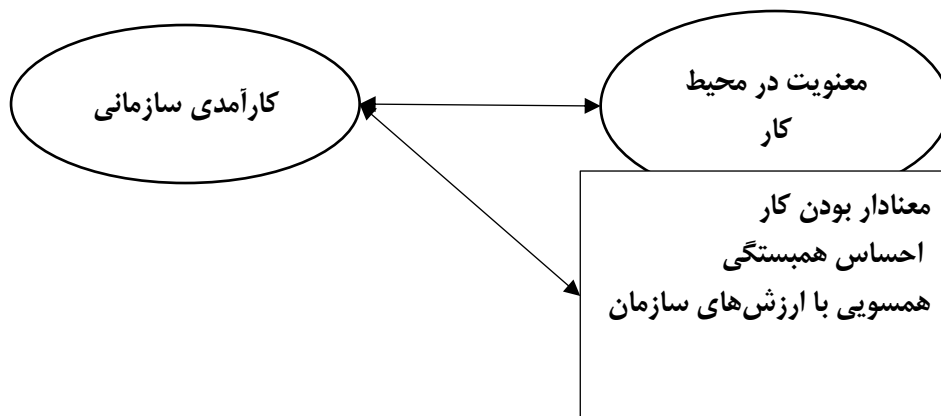 معنویت در محیط
کار
کارآمدی سازمانی
معنادار بودن کار
احساس همبستگی
همسویی با ارزش‌های سازمان